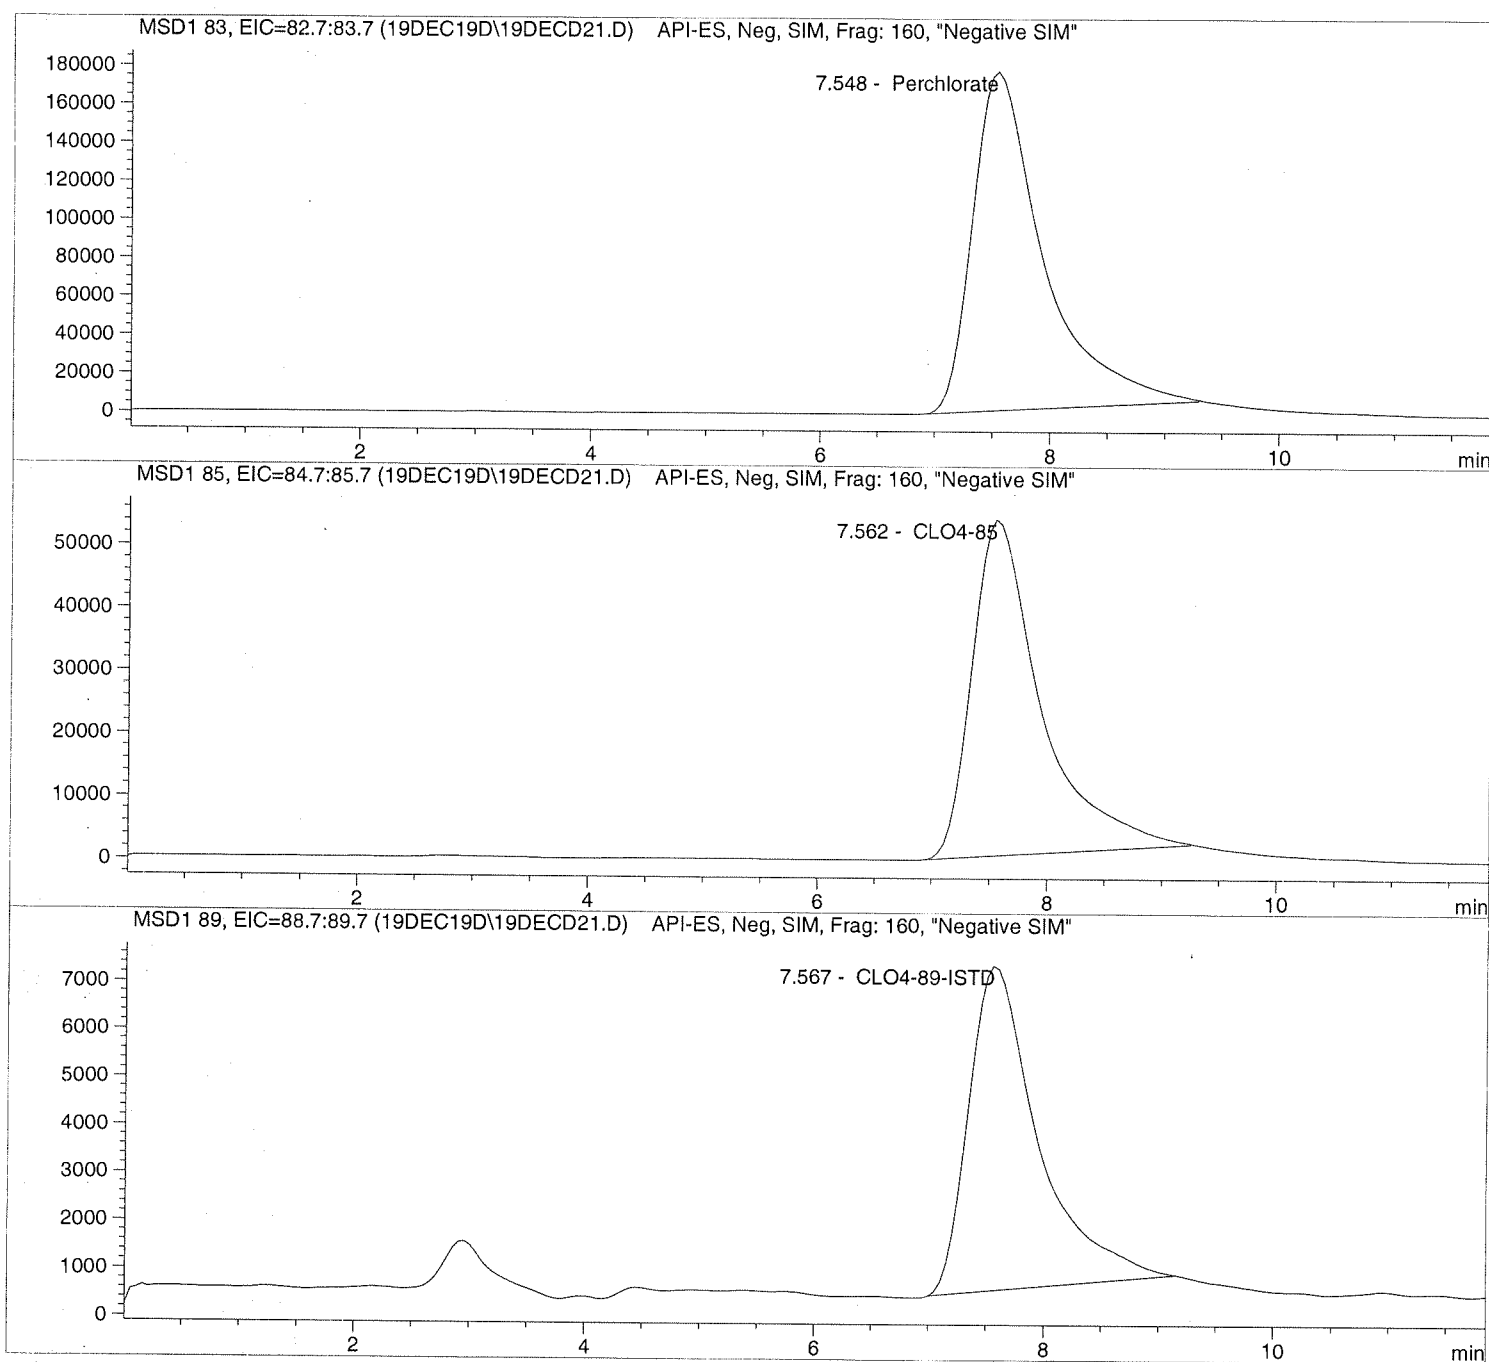 MSD1 83, EIC=82.7:83.7 (19DEC19D\19DECD21.D) API-ES, Neg, SIM, Frag: 160, "Negative SIM"
7.548 - Perchlorate
180000
160000
140000
120000
100000
80000
60000
40000
20000
0
2 4 6 8 10 min
MSD1 85, EIC=84.7:85.7 (19DEC19D\19DECD21.D) API-ES, Neg, SIM, Frag: 160, "Negative SIM"
7.562 - CLO4-85
50000
40000
30000
20000
10000
0
2 4 6 8 10 min
MSD1 89, EIC=88.7:89.7 (19DEC19D\19DECD21.D) API-ES, Neg, SIM, Frag: 160, "Negative SIM"
7.567 - CLO4-89-ISTD
7000
6000
5000
4000
3000
2000
1000
0
2 4 6 8 10 min